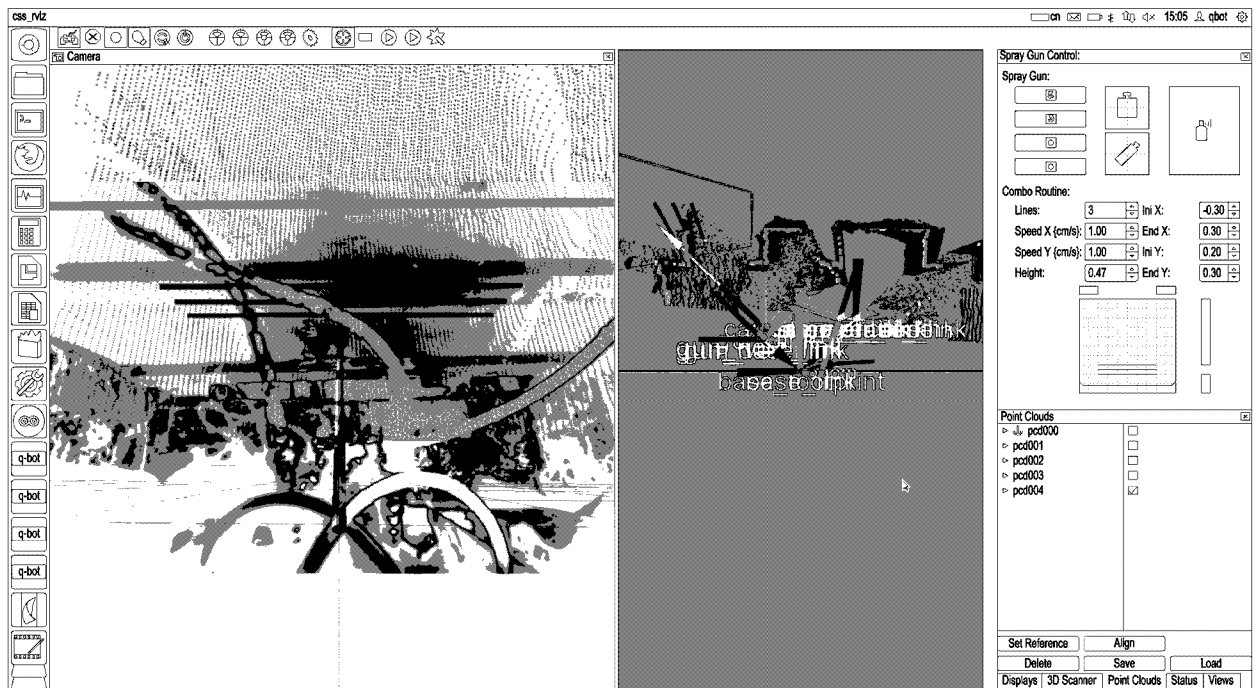 css_rvlz
cn 15:05 qbot
Camera
Spray Gun Control:
Spray Gun:
Combo Routine:
Lines: 3 Ini X: -0.30
Speed X {cm/s}: 1.00 End X: 0.30
Speed Y {cm/s}: 1.00 Ini Y: 0.20
Height: 0.47 End Y: 0.30
Point Clouds
pcd000
pcd001
pcd002
pcd003
pcd004
q-bot
q-bot
q-bot
q-bot
Set Reference Align
Delete Save Load
Displays 3D Scanner Point Clouds Status Views